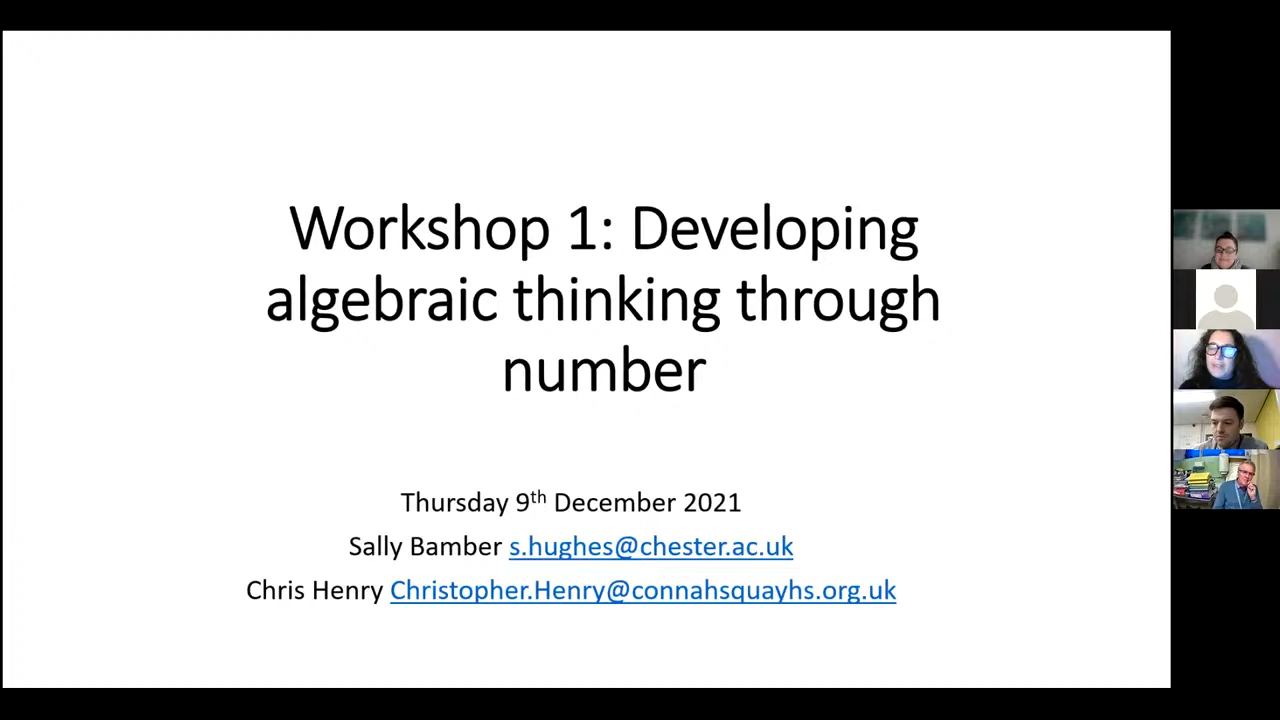 Workshop 1: Developing
algebraic thinking through
number
Thursday 9th December 2021
Sally Bamber s.hughes@chester.ac.uk
Chris Henry Christopher.Henry@connahsquayhs.org.uk